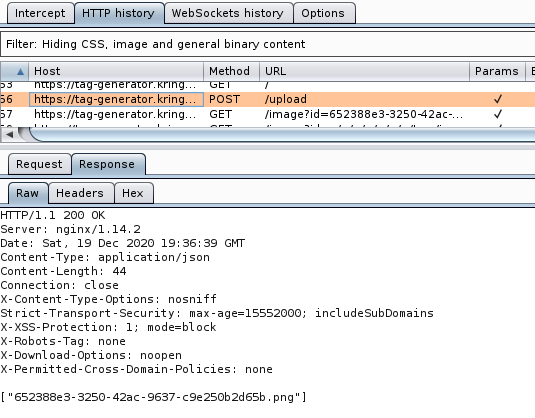 Intercept HTTP history WebSockets history Options
Filter: Hiding CSS, image and general binary content
Host Method URL Params
53 https://tag-generator.kring... GET /
56 https://tag-generator.kring... POST /upload ✓
57 https://tag-generator.kring... GET /image?id=652388e3-3250-42ac-... ✓
Request Response
Raw Headers Hex
HTTP/1.1 200 OK
Server: nginx/1.14.2
Date: Sat, 19 Dec 2020 19:36:39 GMT
Content-Type: application/json
Content-Length: 44
Connection: close
X-Content-Type-Options: nosniff
Strict-Transport-Security: max-age=15552000; includeSubDomains
X-XSS-Protection: 1; mode=block
X-Robots-Tag: none
X-Download-Options: noopen
X-Permitted-Cross-Domain-Policies: none
["652388e3-3250-42ac-9637-c9e250b2d65b.png"]